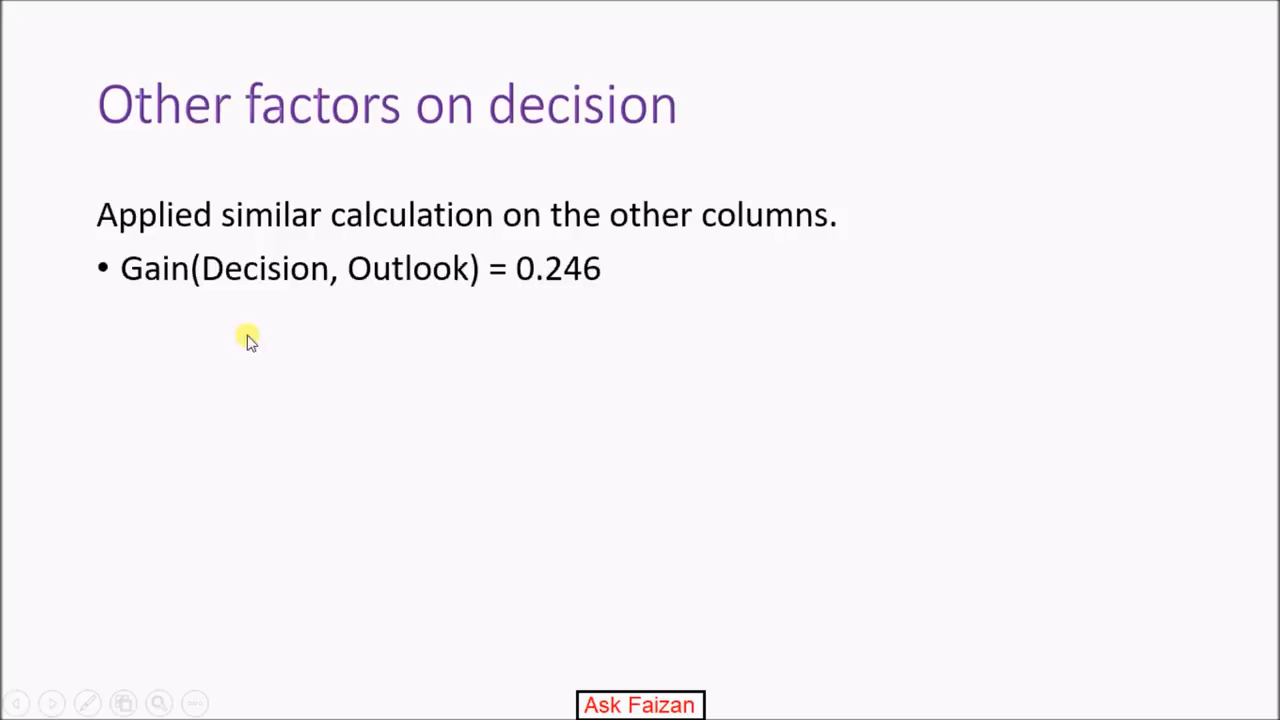 Other factors on decision
Applied similar calculation on the other columns.
• Gain(Decision, Outlook) = 0.246
Ask Faizan